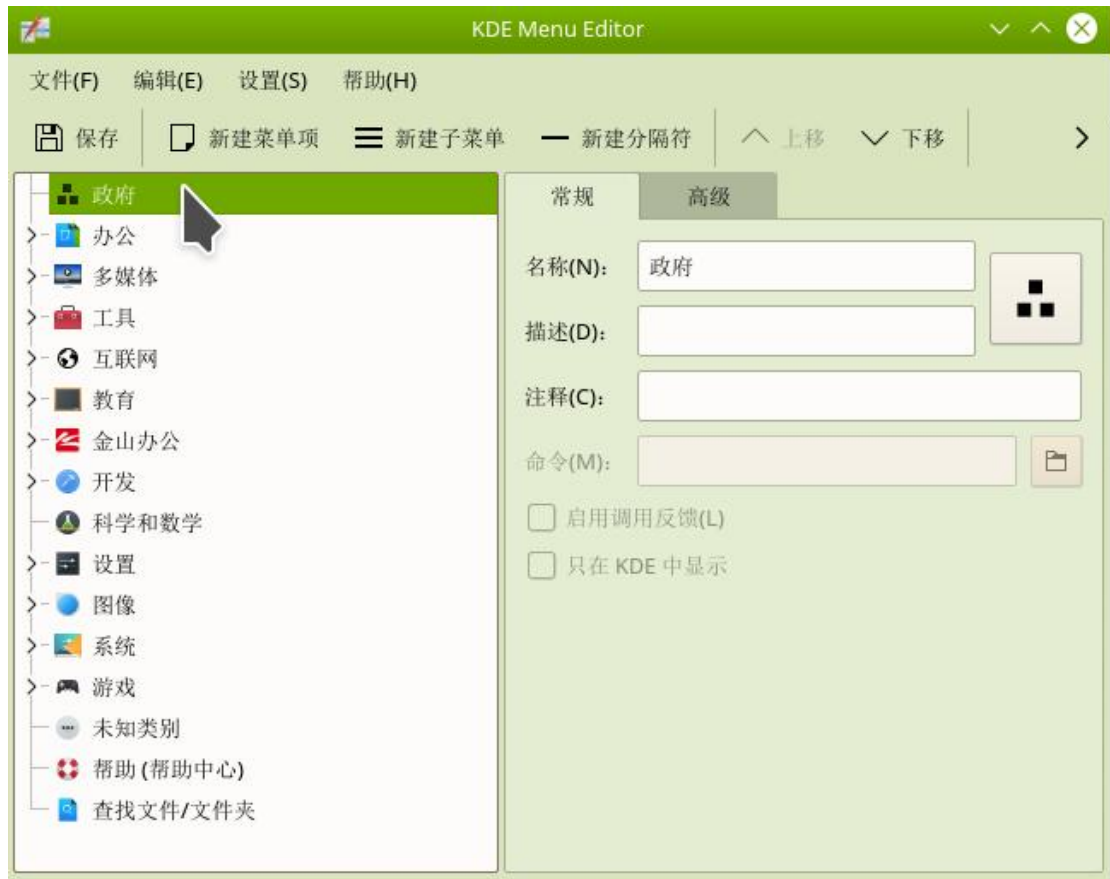 KDE Menu Editor
文件(F) 编辑(E) 设置(S) 帮助(H)
保存 新建菜单项 新建子菜单 新建分隔符 上移 下移
政府
办公
多媒体
工具
互联网
教育
金山办公
开发
科学和数学
设置
图像
系统
游戏
未知类别
帮助 (帮助中心)
查找文件/文件夹
常规 高级
名称(N): 政府
描述(D):
注释(C):
命令(M):
启用调用反馈(L)
只在 KDE 中显示